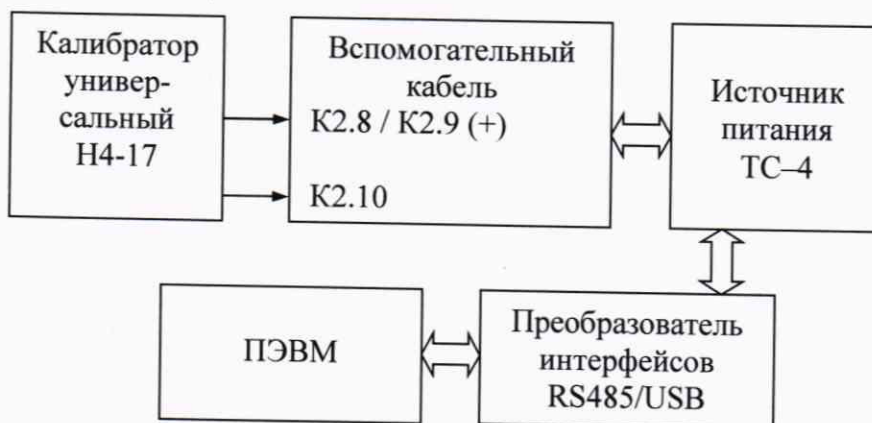 Калибратор
универ-
сальный
Н4-17
Вспомогательный
кабель
К2.8 / К2.9 (+)
К2.10
Источник
питания
ТС–4
ПЭВМ
Преобразователь
интерфейсов
RS485/USB